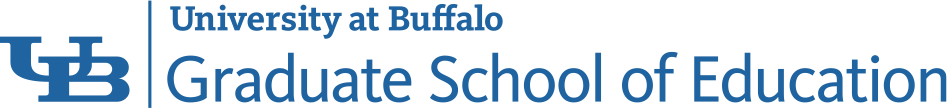 UB
University at Buffalo
Graduate School of Education